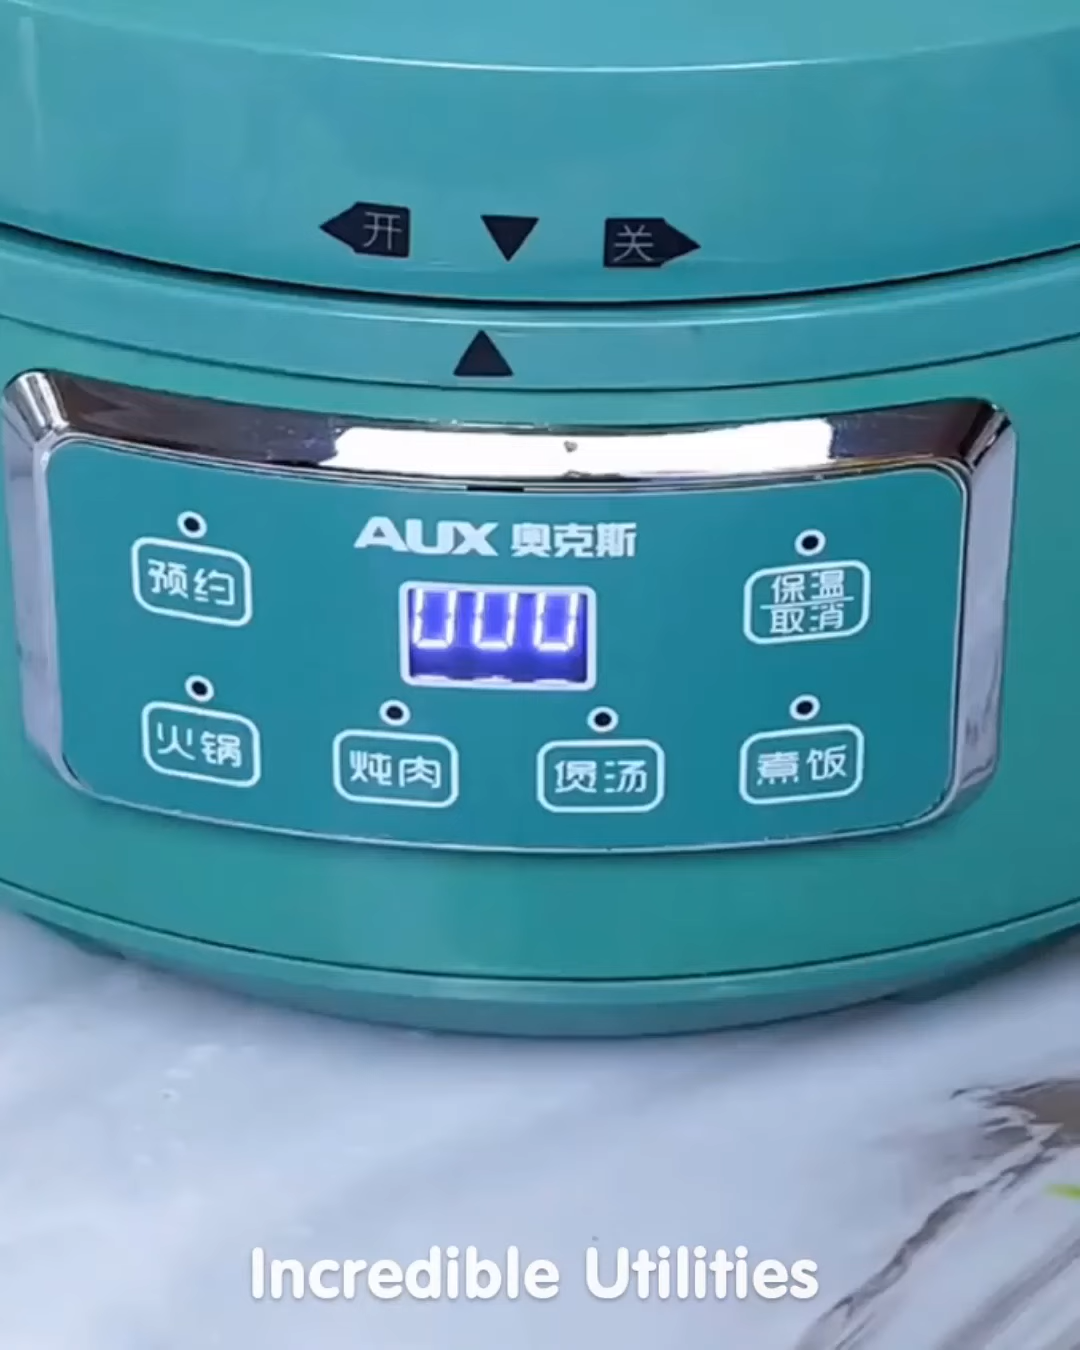 开 关
AUX 奥克斯
预约
000
保温
取消
火锅 炖肉 煲汤 煮饭
Incredible Utilities